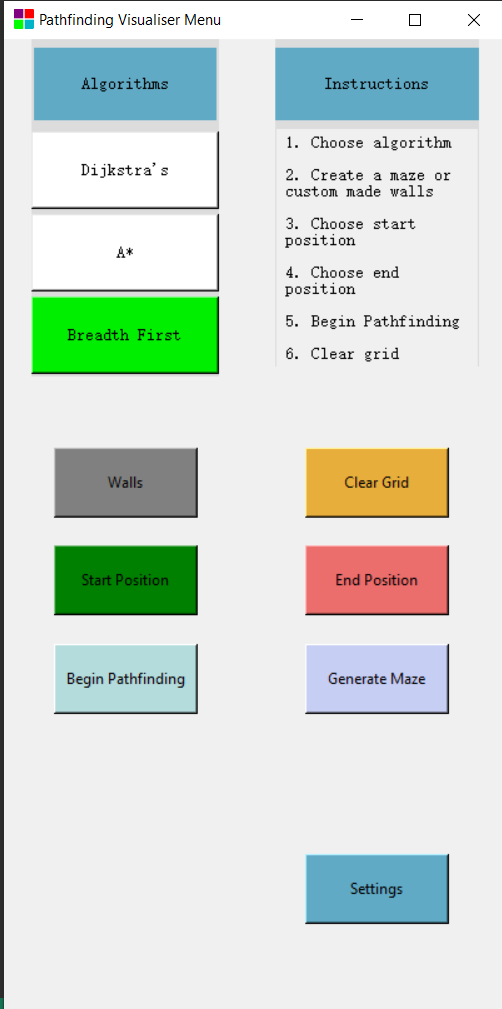 Pathfinding Visualiser Menu
Algorithms
Dijkstra's
A*
Breadth First
Instructions
1. Choose algorithm
2. Create a maze or
custom made walls
3. Choose start
position
4. Choose end
position
5. Begin Pathfinding
6. Clear grid
Walls
Clear Grid
Start Position
End Position
Begin Pathfinding
Generate Maze
Settings